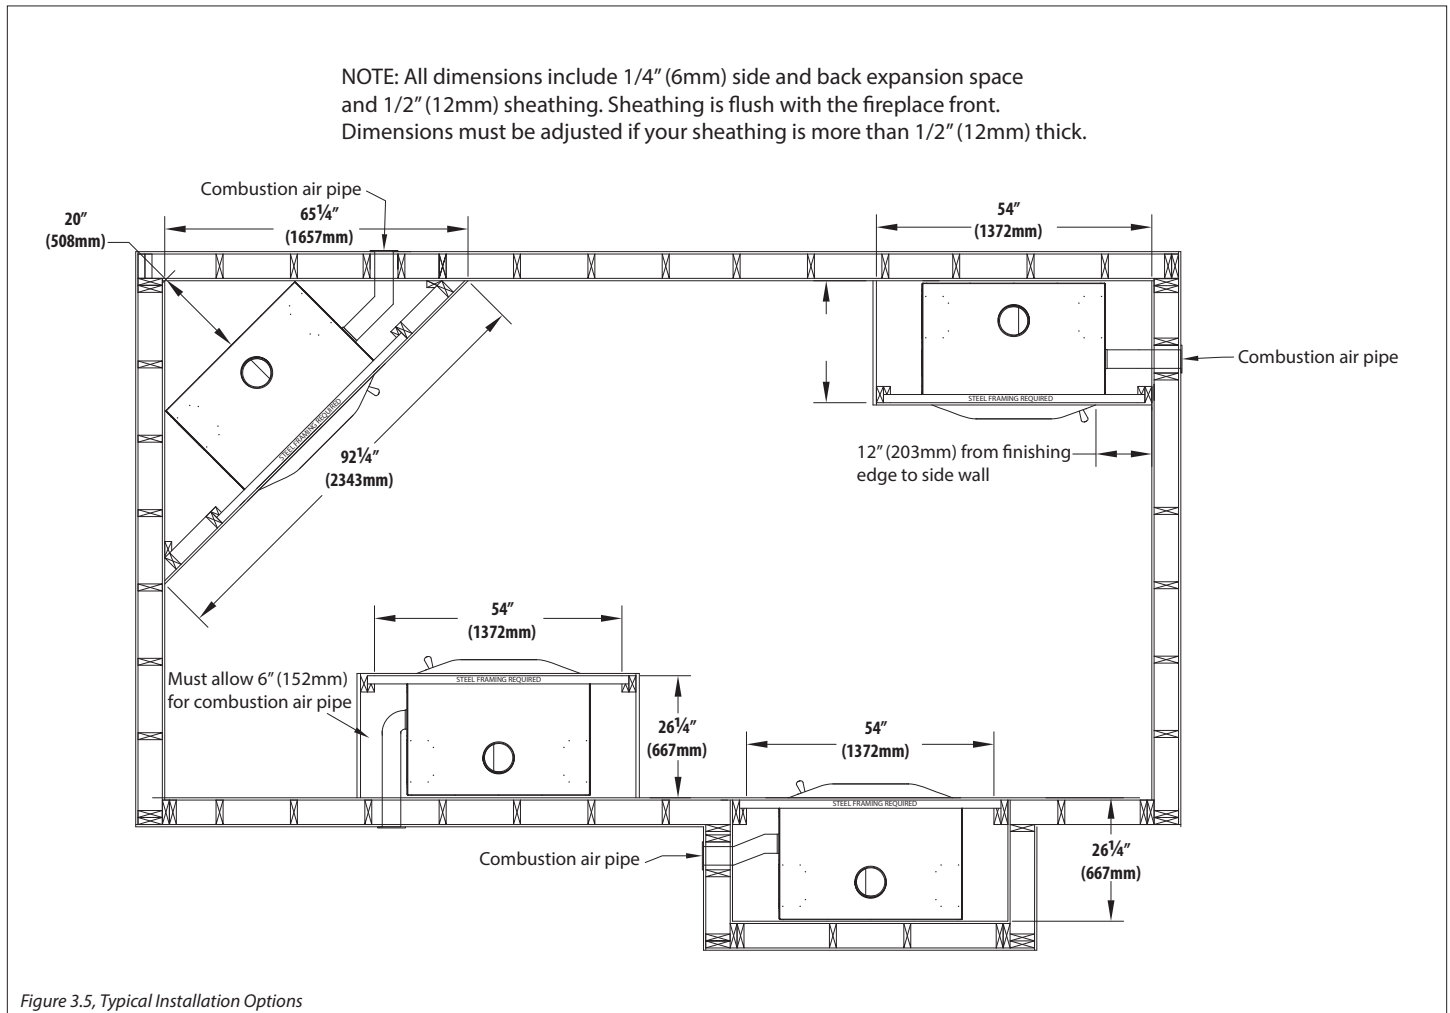 NOTE: All dimensions include 1/4" (6mm) side and back expansion space
and 1/2" (12mm) sheathing. Sheathing is flush with the fireplace front.
Dimensions must be adjusted if your sheathing is more than 1/2" (12mm) thick.
Combustion air pipe
20"
(508mm)
65¼"
(1657mm)
54"
(1372mm)
Combustion air pipe
STEEL FRAMING REQUIRED
STEEL FRAMING REQUIRED
92¼"
(2343mm)
12" (203mm) from finishing
edge to side wall
54"
(1372mm)
Must allow 6" (152mm)
for combustion air pipe
STEEL FRAMING REQUIRED
26¼"
(667mm)
54"
(1372mm)
STEEL FRAMING REQUIRED
Combustion air pipe
26¼"
(667mm)
Figure 3.5, Typical Installation Options